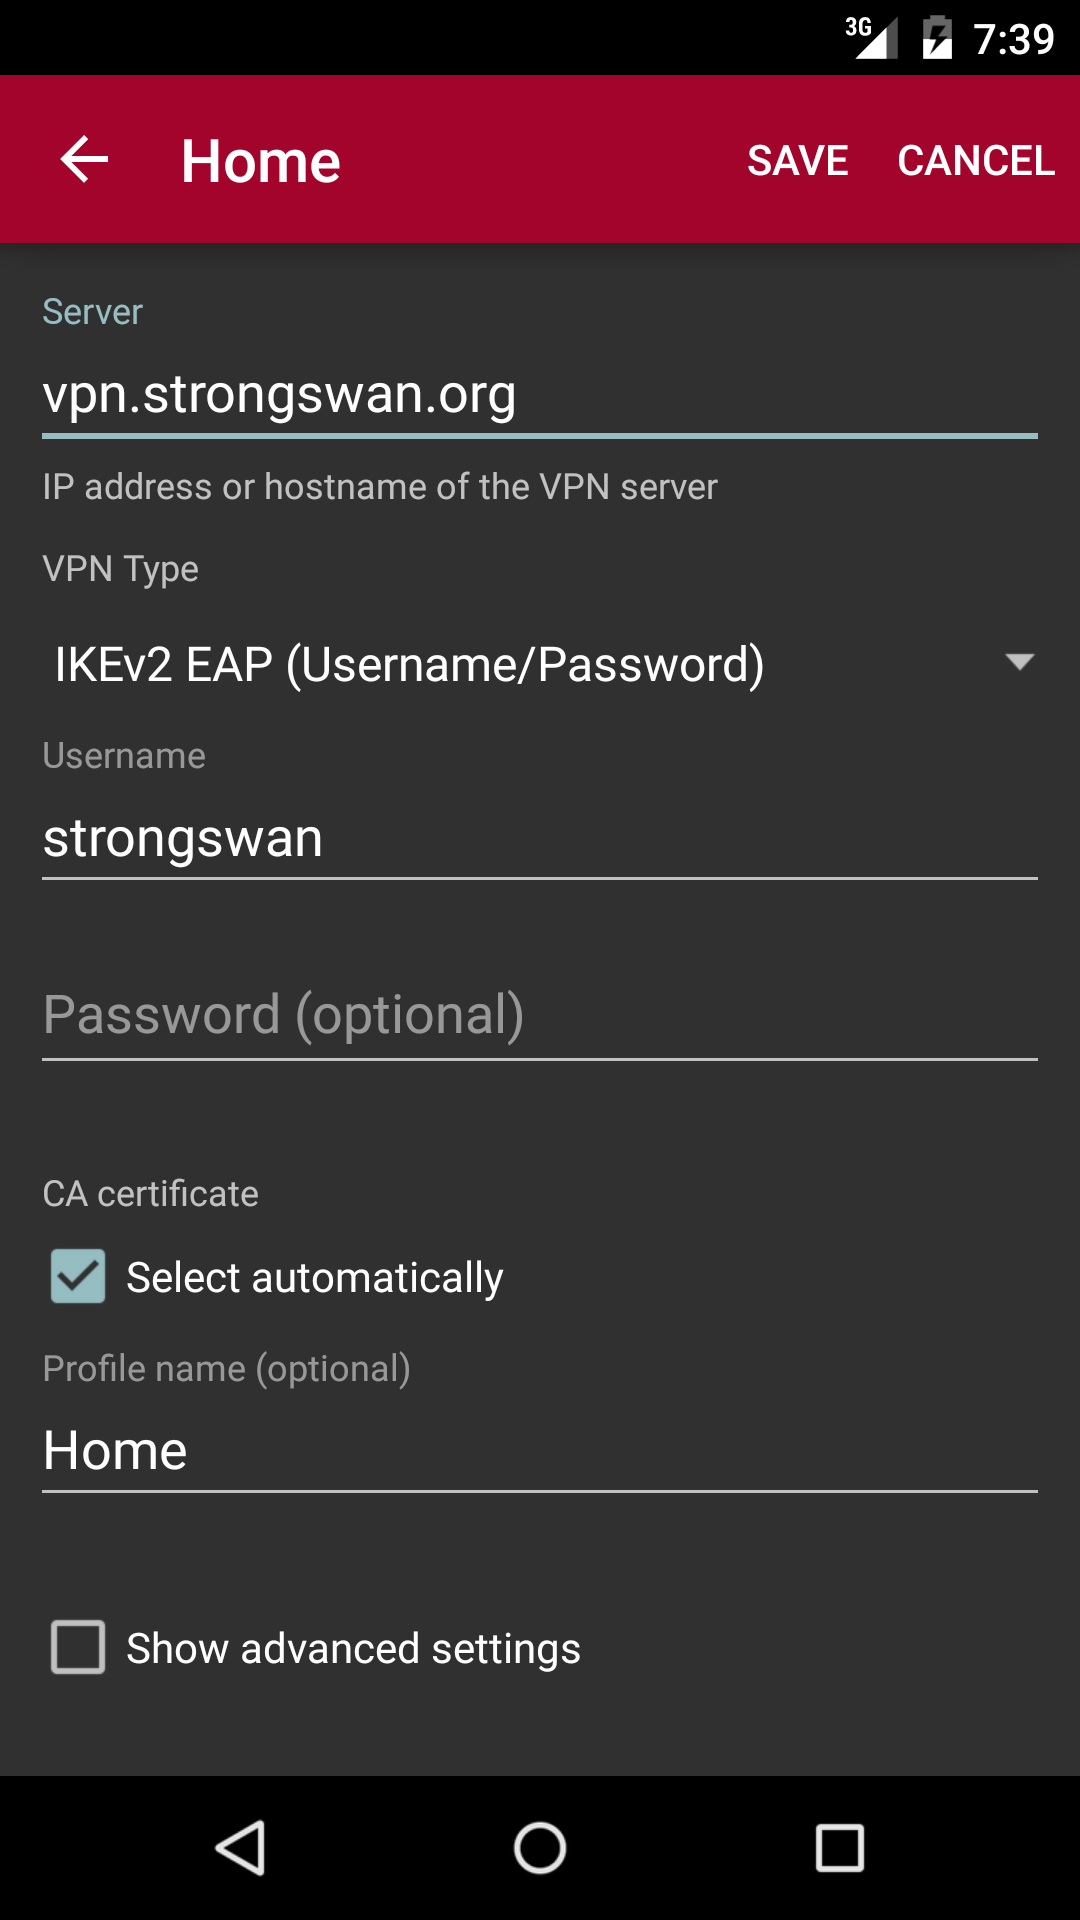 3G 7:39
Home SAVE CANCEL
Server
vpn.strongswan.org
IP address or hostname of the VPN server
VPN Type
IKEv2 EAP (Username/Password)
Username
strongswan
Password (optional)
CA certificate
Select automatically
Profile name (optional)
Home
Show advanced settings